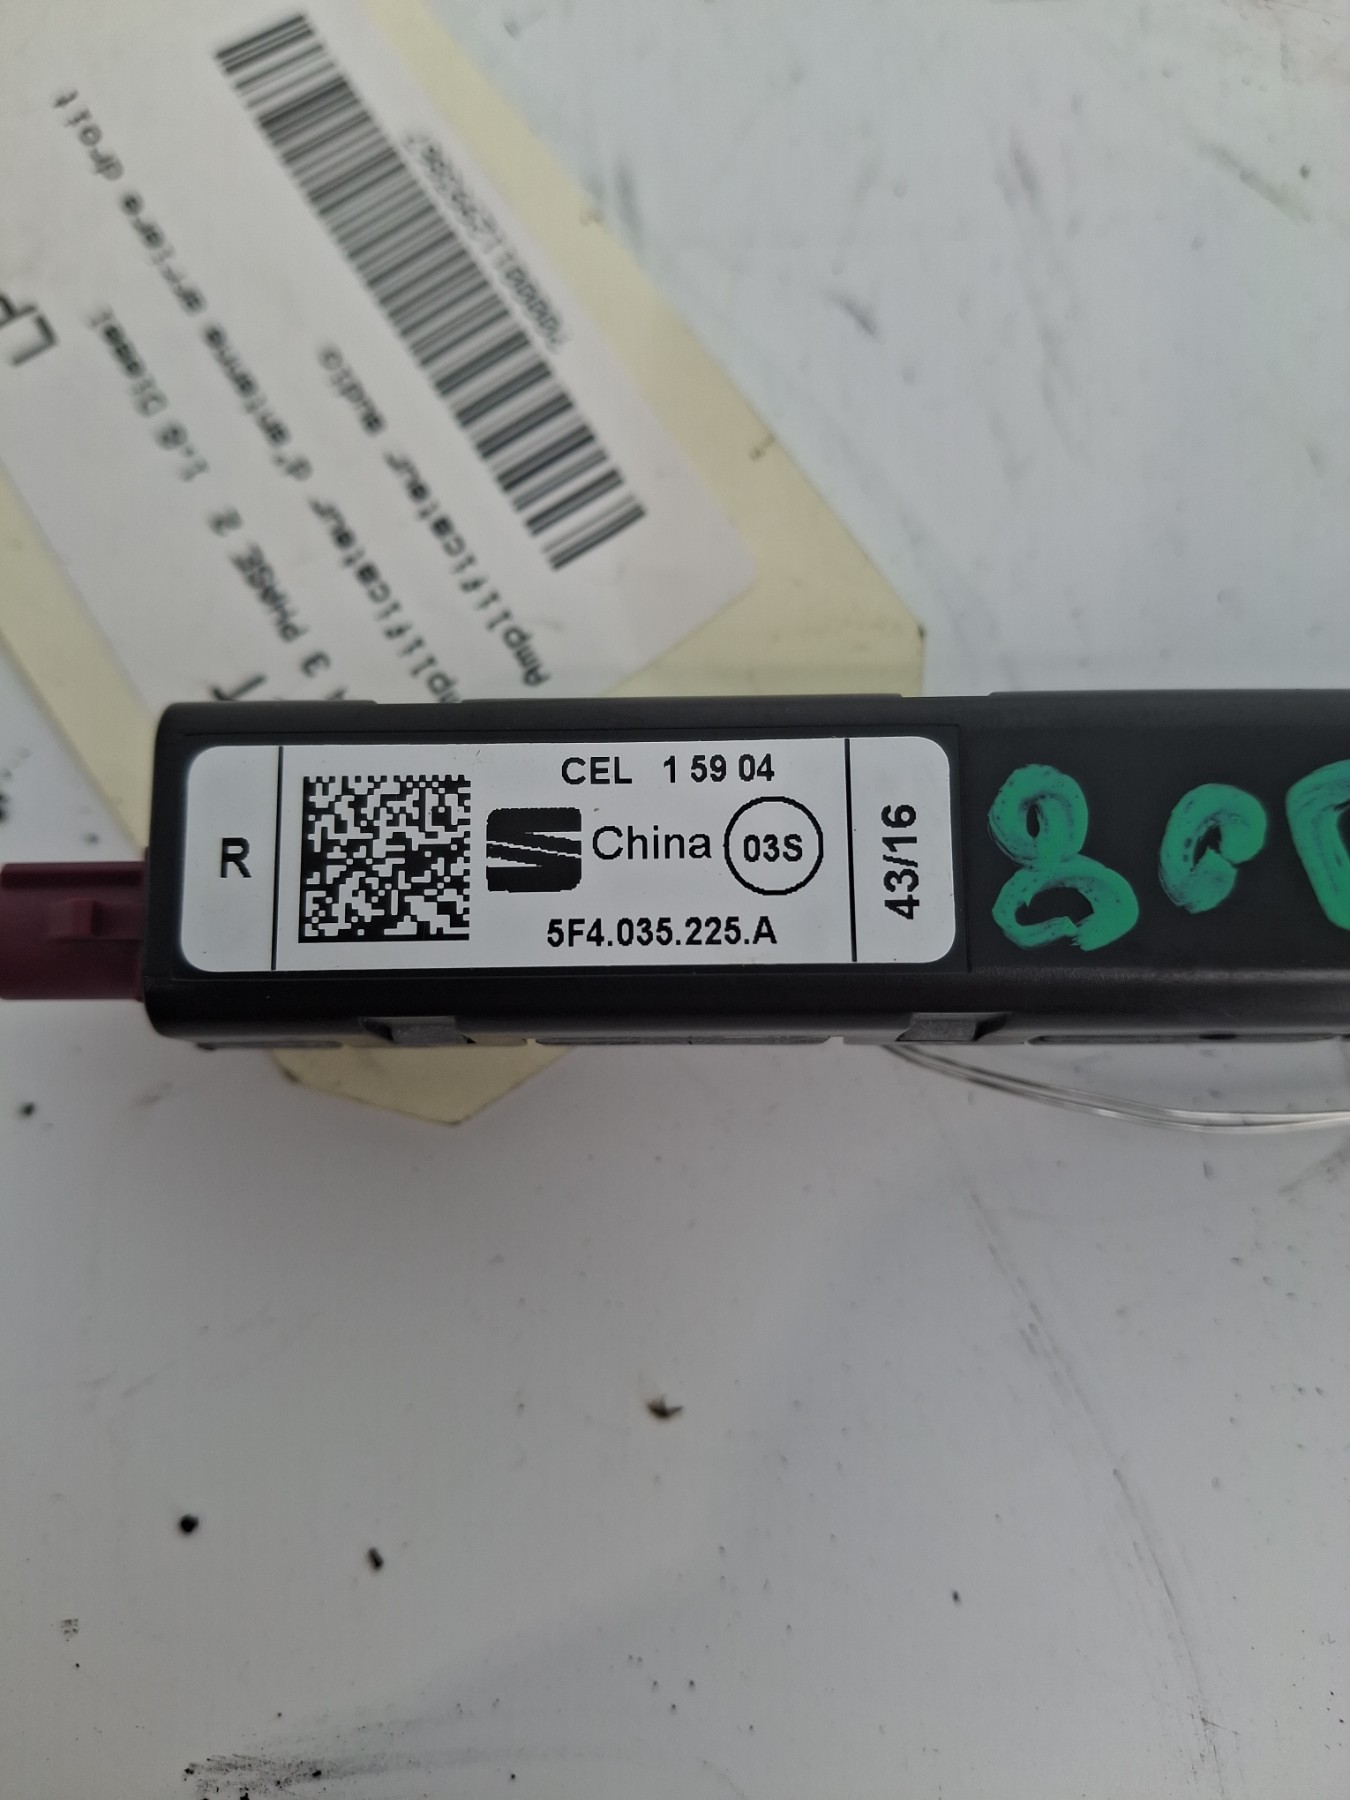 Amplificateur audio
Amplificateur d'antenne arriere droit
3 PHASE 2 1.6 Diesel
R
CEL 1 59 04
China 03S
5F4.035.225.A
43/16